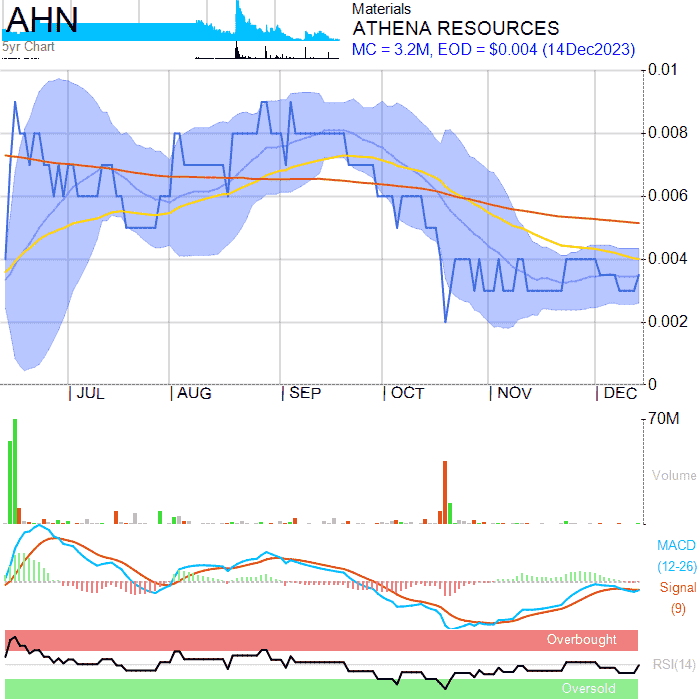 AHN
5yr Chart
Materials
ATHENA RESOURCES
MC = 3.2M, EOD = $0.004 (14Dec2023)
0.01
0.008
0.006
0.004
0.002
0
JUL AUG SEP OCT NOV DEC
70M
Volume
MACD
(12-26)
Signal
(9)
Overbought
RSI(14)
Oversold